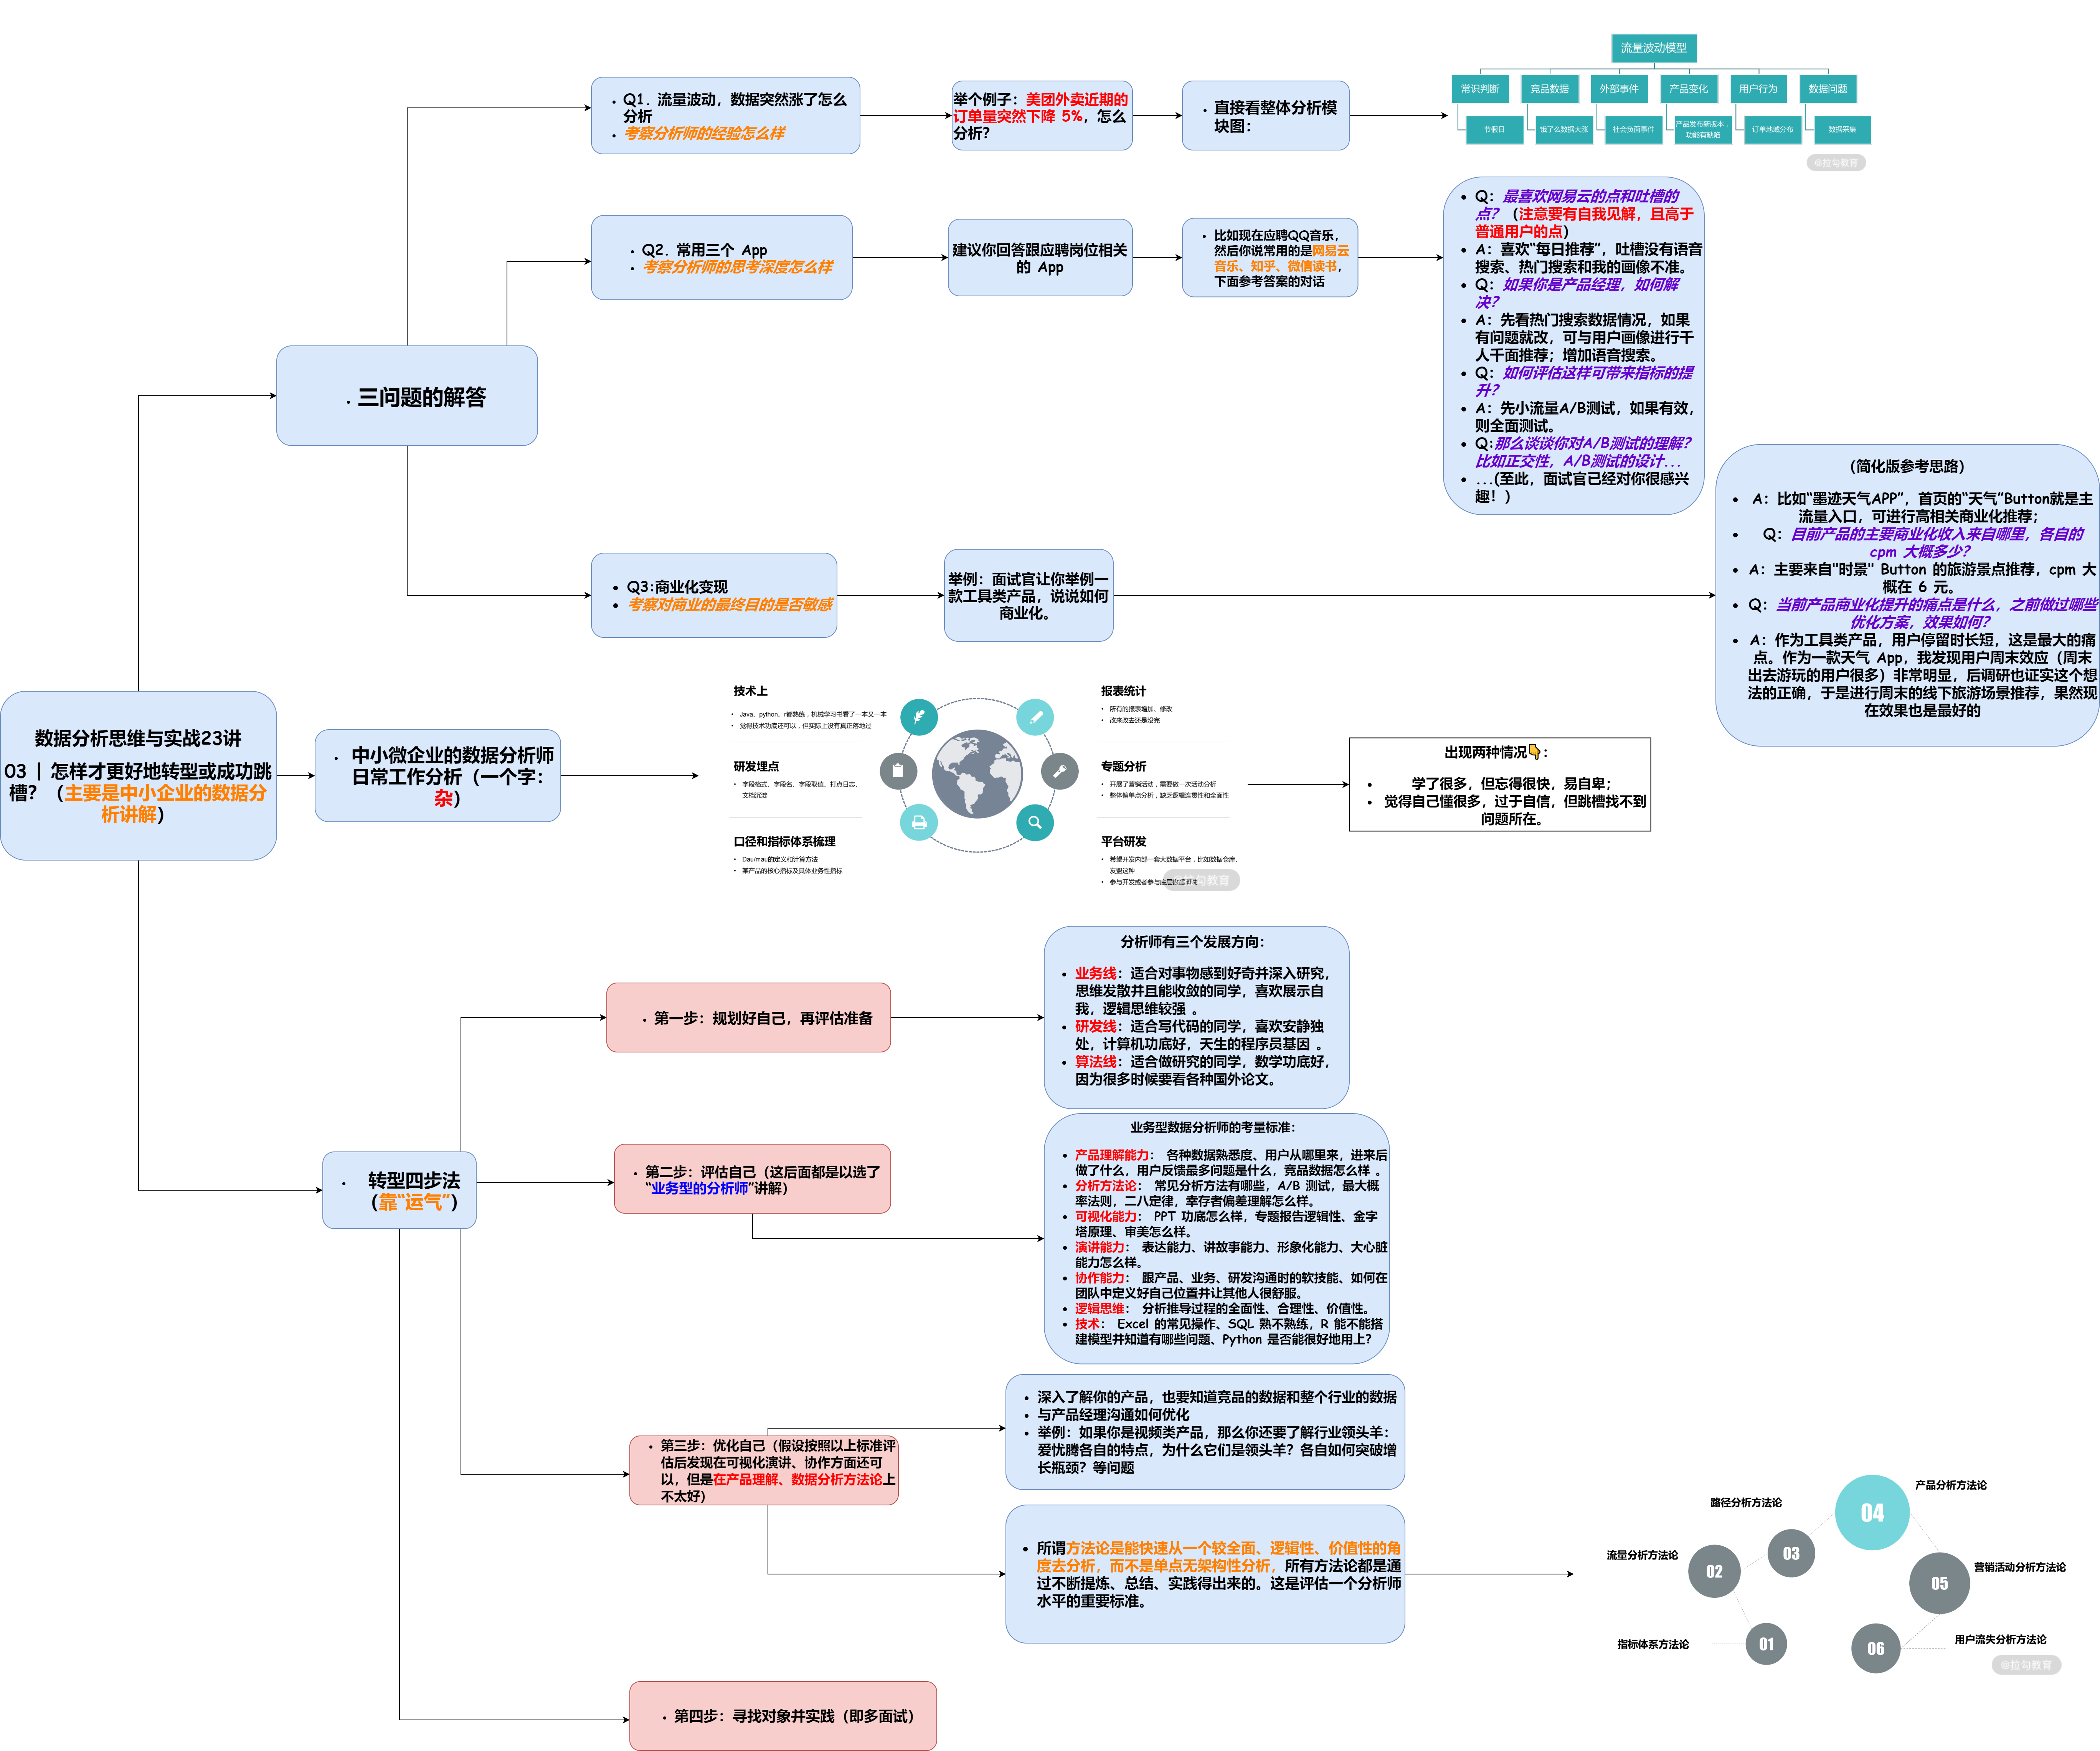 数据分析思维与实战23讲
03 | 怎样才更好地转型或成功跳
槽？（主要是中小企业的数据分
析讲解）
三问题的解答
Q1. 流量波动，数据突然涨了怎么
分析
考察分析师的经验怎么样
举个例子：美团外卖近期的
订单量突然下降 5%，怎么
分析？
直接看整体分析模
块图：
流量波动模型
常识判断
竞品数据
外部事件
产品变化
用户行为
数据问题
节假日
饿了么数据大涨
社会负面事件
产品发布新版本，
功能有缺陷
订单地域分布
数据采集
@拉勾教育
Q2. 常用三个 App
考察分析师的思考深度怎么样
建议你回答跟应聘岗位相关
的 App
比如现在应聘QQ音乐，
然后你说常用的是网易云
音乐、知乎、微信读书，
下面参考答案的对话
Q：最喜欢网易云的点和吐槽的
点？（注意要有自我见解，且高于
普通用户的点）
A：喜欢“每日推荐”，吐槽没有语音
搜索、热门搜索和我的画像不准。
Q：如果你是产品经理，如何解
决？
A：先看热门搜索数据情况，如果
有问题就改，可与用户画像进行千
人千面推荐；增加语音搜索。
Q：如何评估这样可带来指标的提
升？
A：先小流量A/B测试，如果有效，
则全面测试。
Q:那么谈谈你对A/B测试的理解？
比如正交性，A/B测试的设计...
...(至此，面试官已经对你很感兴
趣！)
Q3:商业化变现
考察对商业的最终目的是否敏感
举例：面试官让你举例一
款工具类产品，说说如何
商业化。
（简化版参考思路）
A：比如“墨迹天气APP”，首页的“天气”Button就是主
流量入口，可进行高相关商业化推荐；
Q：目前产品的主要商业化收入来自哪里，各自的
cpm 大概多少？
A：主要来自"时景" Button 的旅游景点推荐，cpm 大
概在 6 元。
Q：当前产品商业化提升的痛点是什么，之前做过哪些
优化方案，效果如何？
A：作为工具类产品，用户停留时长短，这是最大的痛
点。作为一款天气 App，我发现用户周末效应（周末
出去游玩的用户很多）非常明显，后调研也证实这个想
法的正确，于是进行周末的线下旅游场景推荐，果然现
在效果也是最好的
中小微企业的数据分析师
日常工作分析（一个字：
杂）
技术上
Java、python、r都熟练，机械学习书看了一本又一本
觉得技术功底还可以，但实际上没有真正落地过
研发埋点
字段格式、字段名、字段取值、打点日志、
文档沉淀
口径和指标体系梳理
Dau/mau的定义和计算方法
某产品的核心指标及具体业务性指标
报表统计
所有的报表增加、修改
改来改去还是没完
专题分析
开展了营销活动，需要做一次活动分析
整体偏单点分析，缺乏逻辑连贯性和全面性
平台研发
希望开发内部一套大数据平台，比如数据仓库、
友盟这种
参与开发或者参与底层数据
@拉勾教育
出现两种情况👇：
学了很多，但忘得很快，易自卑；
觉得自己懂很多，过于自信，但跳槽找不到
问题所在。
转型四步法
（靠“运气”）
第一步：规划好自己，再评估准备
分析师有三个发展方向：
业务线：适合对事物感到好奇并深入研究，
思维发散并且能收敛的同学，喜欢展示自
我，逻辑思维较强 。
研发线：适合写代码的同学，喜欢安静独
处，计算机功底好，天生的程序员基因 。
算法线：适合做研究的同学，数学功底好，
因为很多时候要看各种国外论文。
第二步：评估自己（这后面都是以选了
“业务型的分析师”讲解）
业务型数据分析师的考量标准：
产品理解能力： 各种数据熟悉度、用户从哪里来，进来后
做了什么，用户反馈最多问题是什么，竞品数据怎么样 。
分析方法论： 常见分析方法有哪些，A/B 测试，最大概
率法则，二八定律，幸存者偏差理解怎么样。
可视化能力： PPT 功底怎么样，专题报告逻辑性、金字
塔原理、审美怎么样。
演讲能力： 表达能力、讲故事能力、形象化能力、大心脏
能力怎么样。
协作能力： 跟产品、业务、研发沟通时的软技能、如何在
团队中定义好自己位置并让其他人很舒服。
逻辑思维： 分析推导过程的全面性、合理性、价值性。
技术： Excel 的常见操作、SQL 熟不熟练，R 能不能搭
建模型并知道有哪些问题、Python 是否能很好地用上？
第三步：优化自己（假设按照以上标准评
估后发现在可视化演讲、协作方面还可
以，但是在产品理解、数据分析方法论上
不太好）
深入了解你的产品，也要知道竞品的数据和整个行业的数据
与产品经理沟通如何优化
举例：如果你是视频类产品，那么你还要了解行业领头羊：
爱优腾各自的特点，为什么它们是领头羊？各自如何突破增
长瓶颈？等问题
所谓方法论是能快速从一个较全面、逻辑性、价值性的角
度去分析，而不是单点无架构性分析，所有方法论都是通
过不断提炼、总结、实践得出来的。这是评估一个分析师
水平的重要标准。
指标体系方法论
01
流量分析方法论
02
路径分析方法论
03
产品分析方法论
04
营销活动分析方法论
05
用户流失分析方法论
06
@拉勾教育
第四步：寻找对象并实践（即多面试）